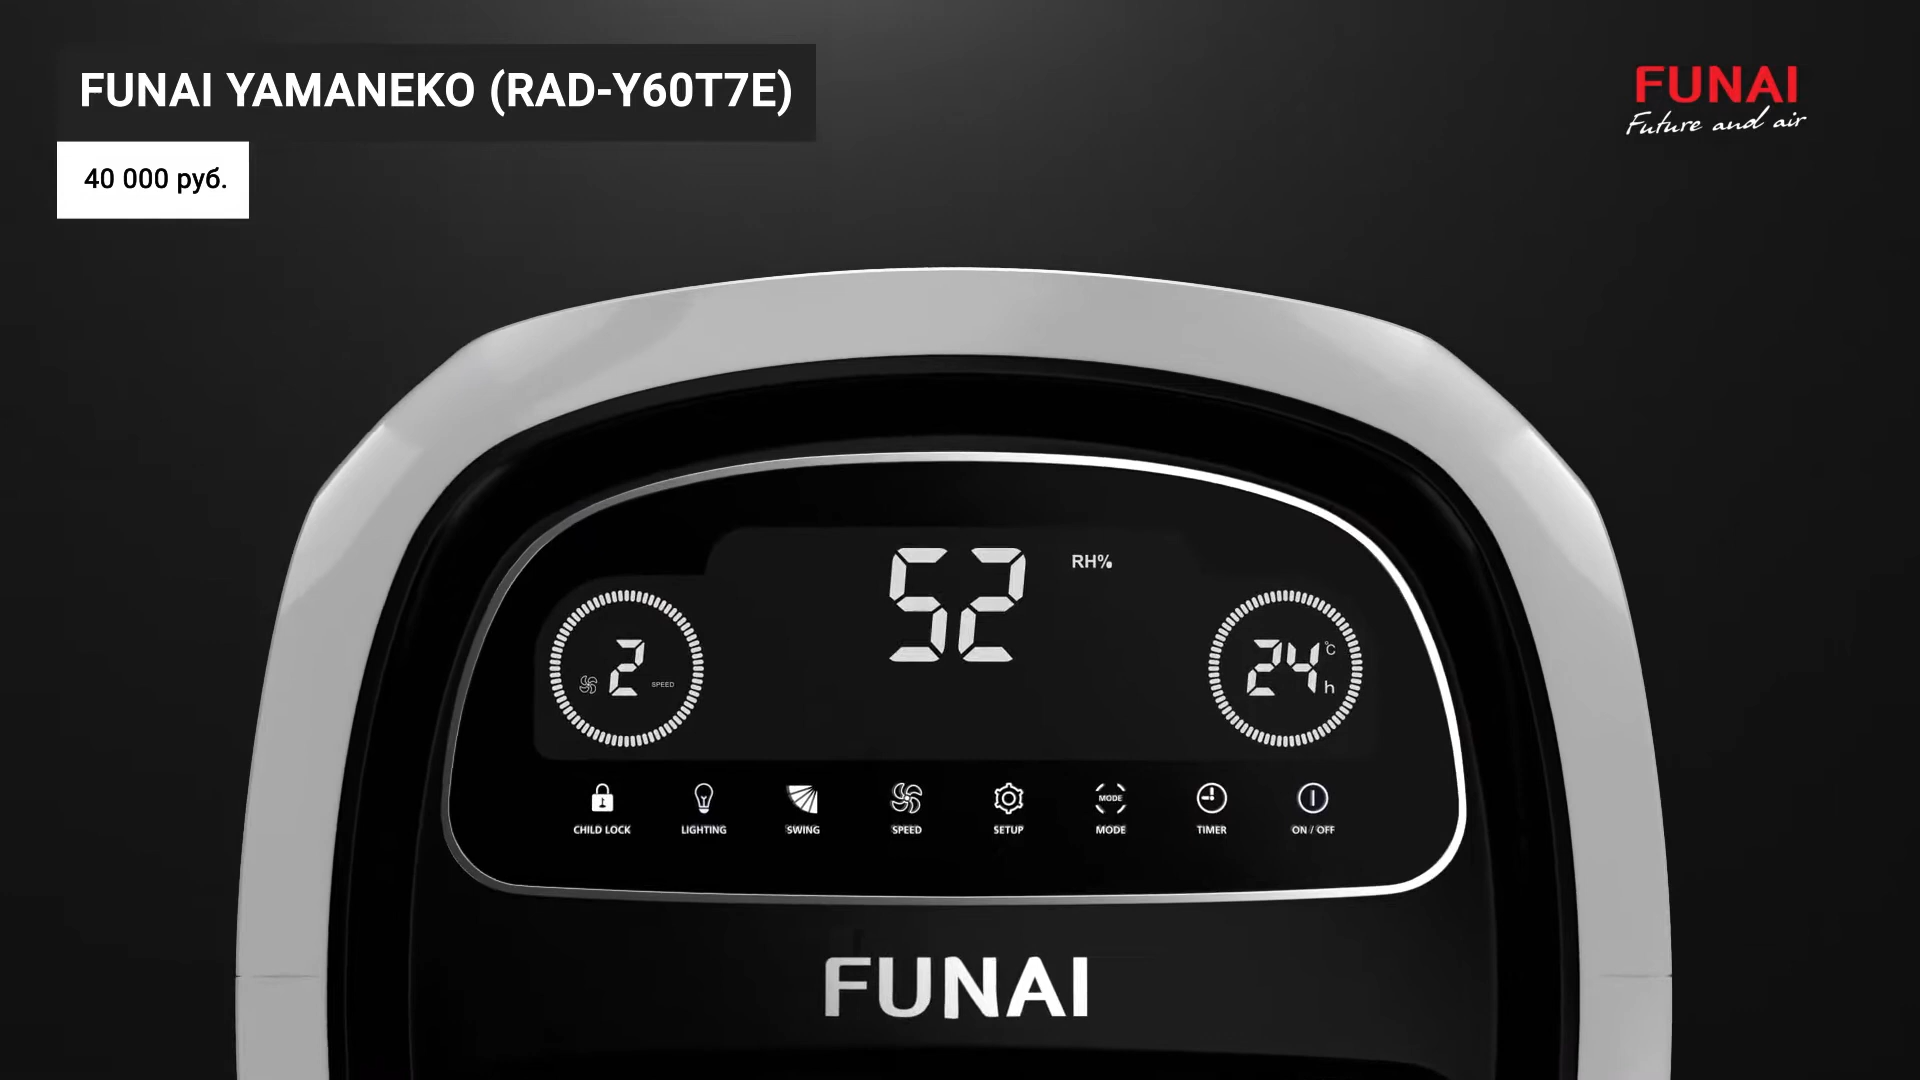 FUNAI YAMANEKO (RAD-Y60T7E)
40 000 руб.
FUNAI
Future and air
52 RH%
2 SPEED
24 °C h
CHILD LOCK LIGHTING SWING SPEED SETUP MODE MODE TIMER ON / OFF
FUNAI